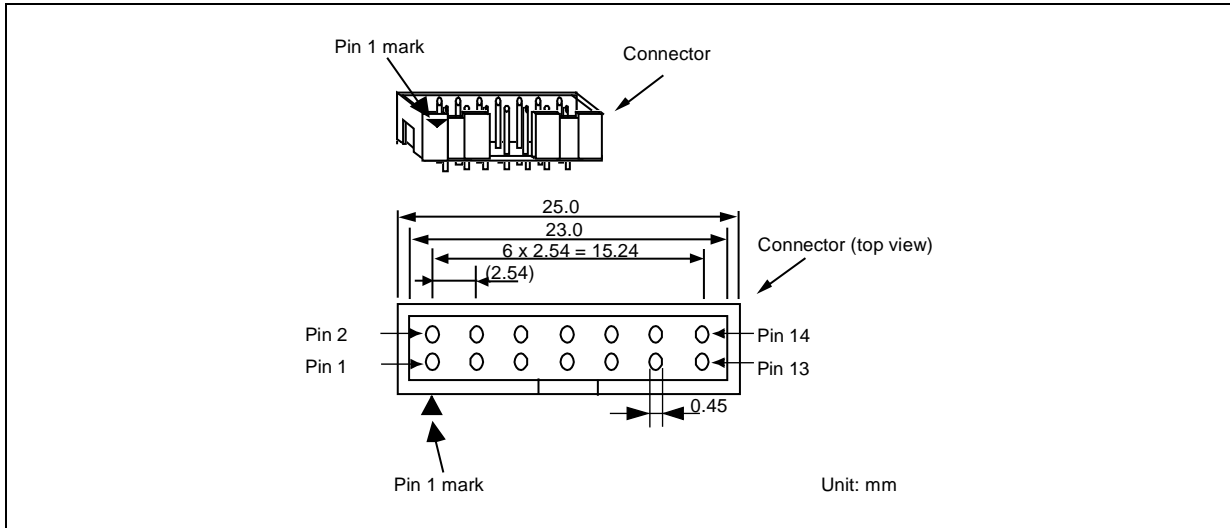 Pin 1 mark
Connector
25.0
23.0
6 x 2.54 = 15.24
Connector (top view)
(2.54)
Pin 2
Pin 14
Pin 1
Pin 13
0.45
Pin 1 mark
Unit: mm